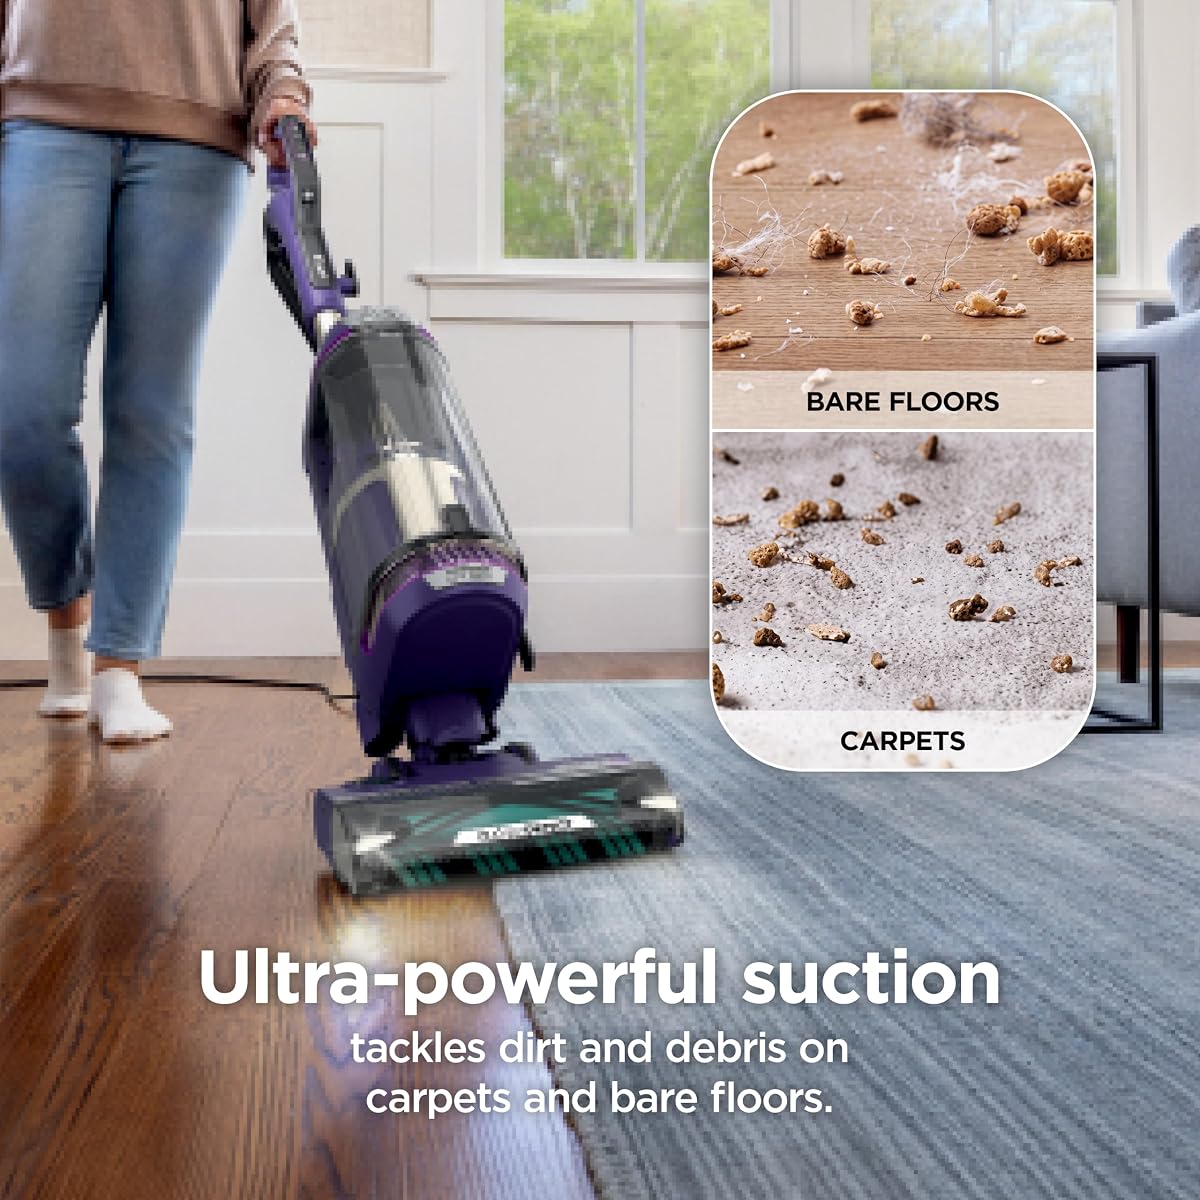 BARE FLOORS
CARPETS
Ultra-powerful suction
tackles dirt and debris on
carpets and bare floors.